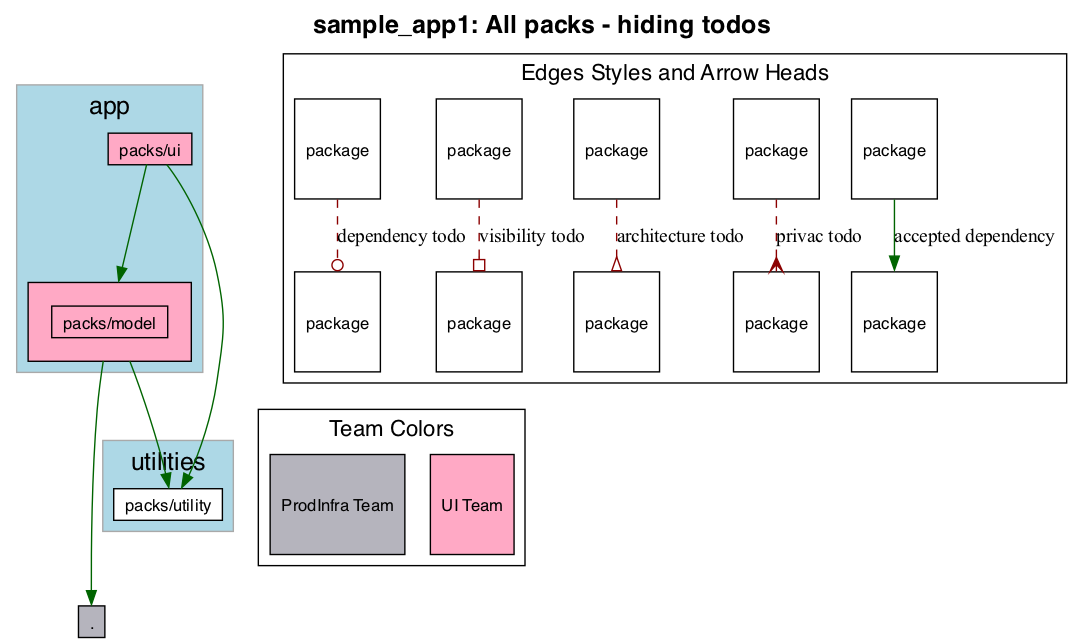 sample_app1: All packs - hiding todos
app
packs/ui
packs/model
utilities
packs/utility
.
Edges Styles and Arrow Heads
package package package package package
dependency todo visibility todo architecture todo privac todo accepted dependency
package package package package package
Team Colors
ProdInfra Team UI Team